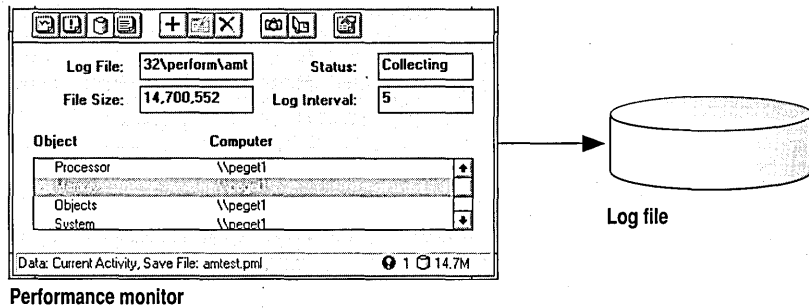 Log File: 32\perform\amt Status: Collecting
File Size: 14,700,552 Log Interval: 5
Object Computer
Processor \\peget1
Objects \\peget1
System \\peget1
Data: Current Activity, Save File: amtest.pml 1 14.7M
Performance monitor
Log file